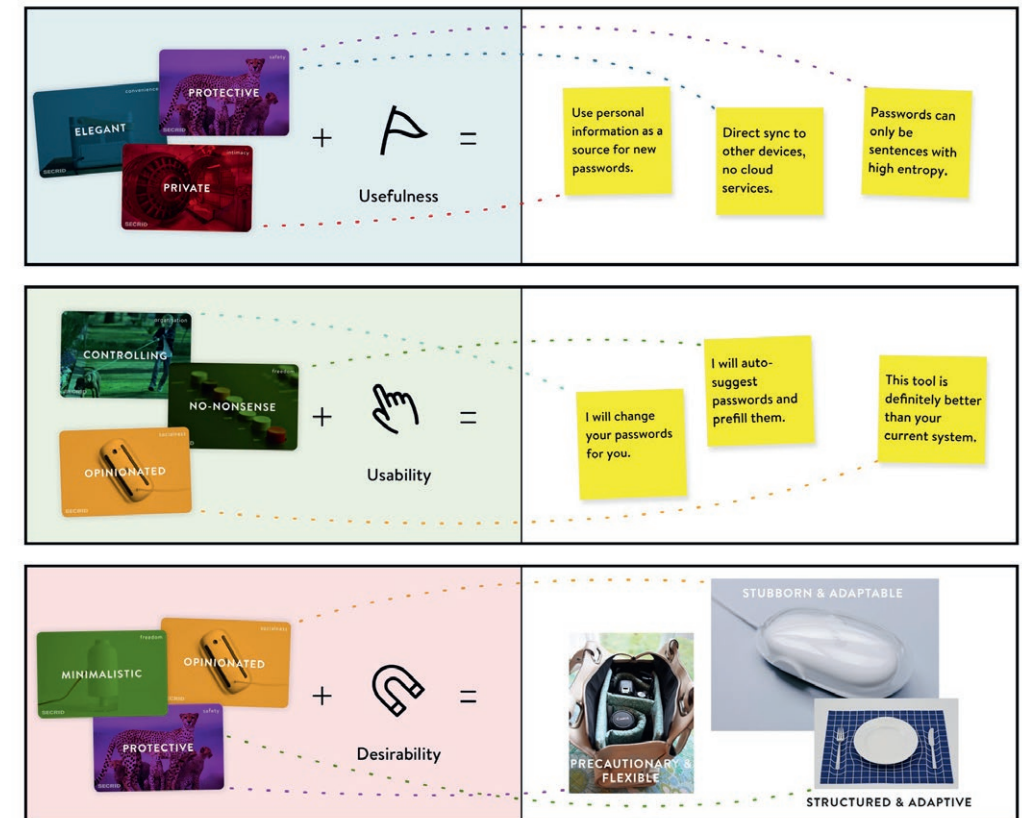 safety
PROTECTIVE
convenience
ELEGANT
SECRID
intimacy
PRIVATE
SECRID
+
=
Usefulness
Use personal
information as a
source for new
passwords.
Direct sync to
other devices,
no cloud
services.
Passwords can
only be
sentences with
high entropy.
organisation
CONTROLLING
freedom
NO-NONSENSE
OPINIONATED
SECRID
+
=
Usability
I will change
your passwords
for you.
I will auto-
suggest
passwords and
prefill them.
This tool is
definitely better
than your
current system.
freedom
MINIMALISTIC
SECRID
OPINIONATED
safety
PROTECTIVE
SECRID
+
=
Desirability
STUBBORN & ADAPTABLE
PRECAUTIONARY &
FLEXIBLE
STRUCTURED & ADAPTIVE